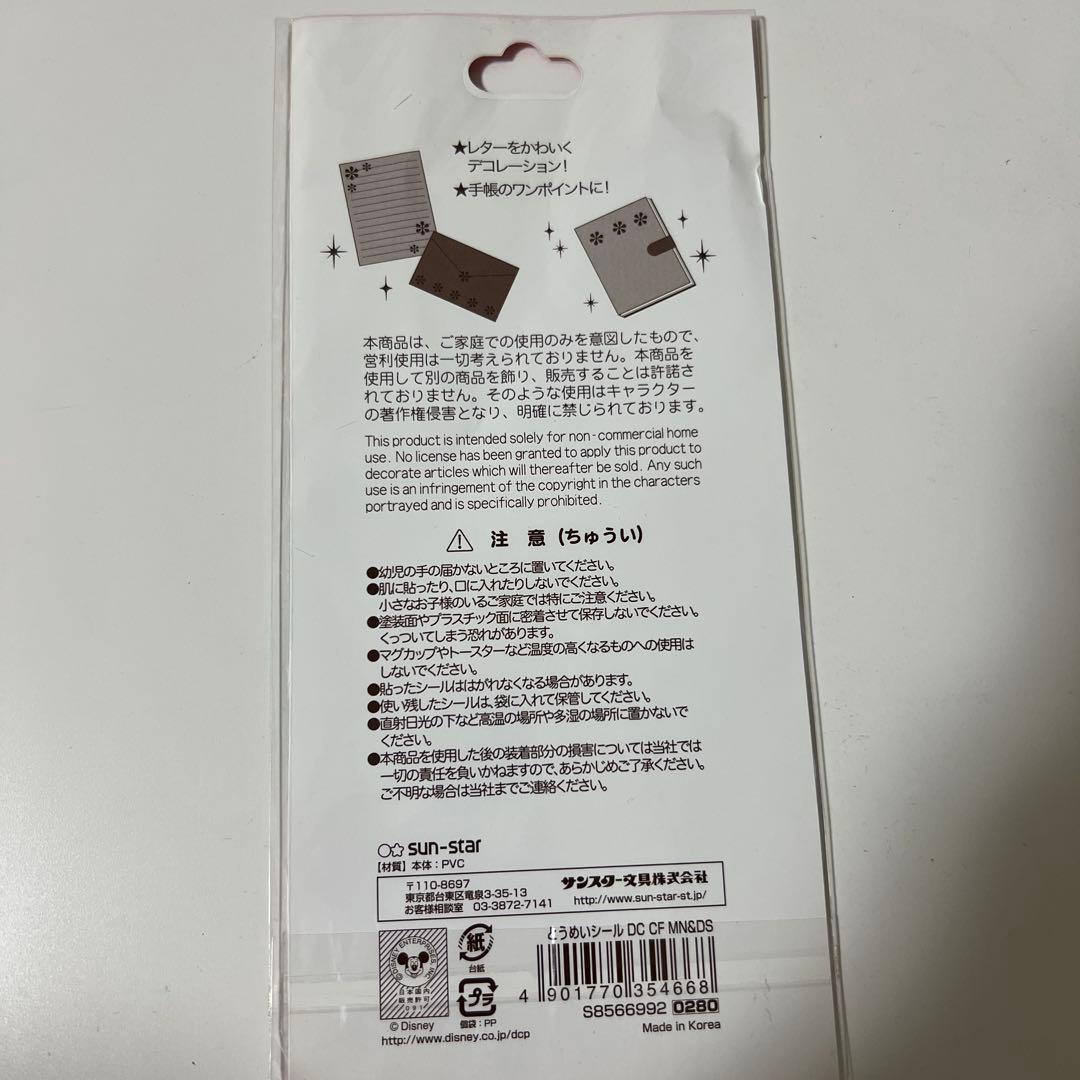 ★レターをかわいく
デコレーション！
★手帳のワンポイントに！
本商品は、ご家庭での使用のみを意図したもので、
営利使用は一切考えられておりません。本商品を
使用して別の商品を飾り、販売することは許諾さ
れておりません。そのような使用はキャラクター
の著作権侵害となり、明確に禁じられております。
This product is intended solely for non-commercial home
use. No license has been granted to apply this product to
decorate articles which will thereafter be sold. Any such
use is an infringement of the copyright in the characters
portrayed and is specifically prohibited.
注 意 (ちゅうい)
●幼児の手の届かないところに置いてください。
●肌に貼ったり、口に入れたりしないでください。
小さなお子様のいるご家庭では特にご注意ください。
●塗装面やプラスチック面に密着させて保存しないでください。
くっついてしまう恐れがあります。
●マグカップやトースターなど温度の高くなるものへの使用は
しないでください。
●貼ったシールははがれなくなる場合があります。
●使い残したシールは、袋に入れて保管してください。
●直射日光の下など高温の場所や多湿の場所に置かないで
ください。
●本商品を使用した後の装着部分の損害については当社では
一切の責任を負いかねますので、あらかじめご了承ください。
ご不明な場合は当社までご連絡ください。
sun-star
【材質】本体：PVC
〒110-8697
東京都台東区竜泉3-35-13
お客様相談室 03-3872-7141
サンスター文具株式会社
http://www.sun-star-st.jp/
とうめいシール DC CF MN&DS
©DISNEY ENTERPRISES, INC.
日本国内
販売許可
091
紙
台紙
プラ
個袋：PP
4 901770 354668
S8566992 0280
© Disney
http://www.disney.co.jp/dcp
Made in Korea